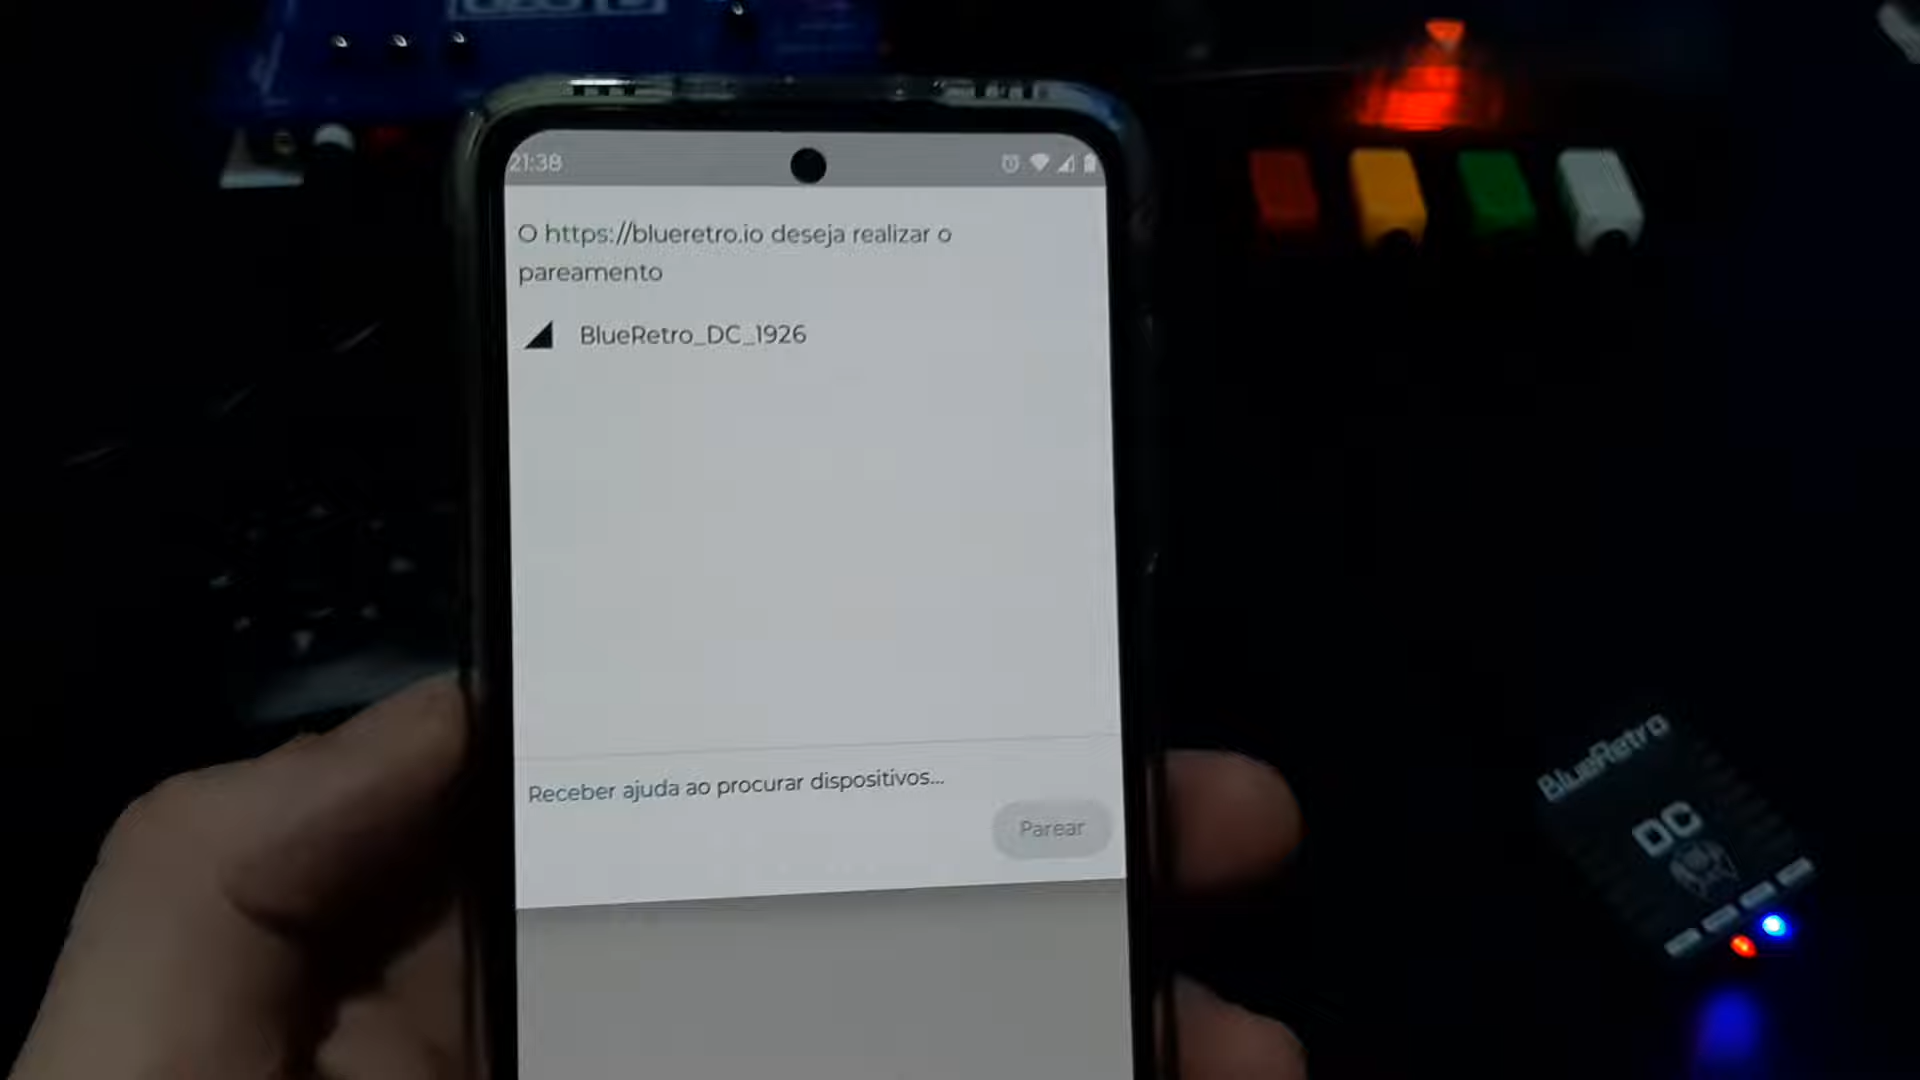 21:38
O https://blueretro.io deseja realizar o
pareamento
BlueRetro_DC_1926
Receber ajuda ao procurar dispositivos...
Parear
BlueRetro
DC